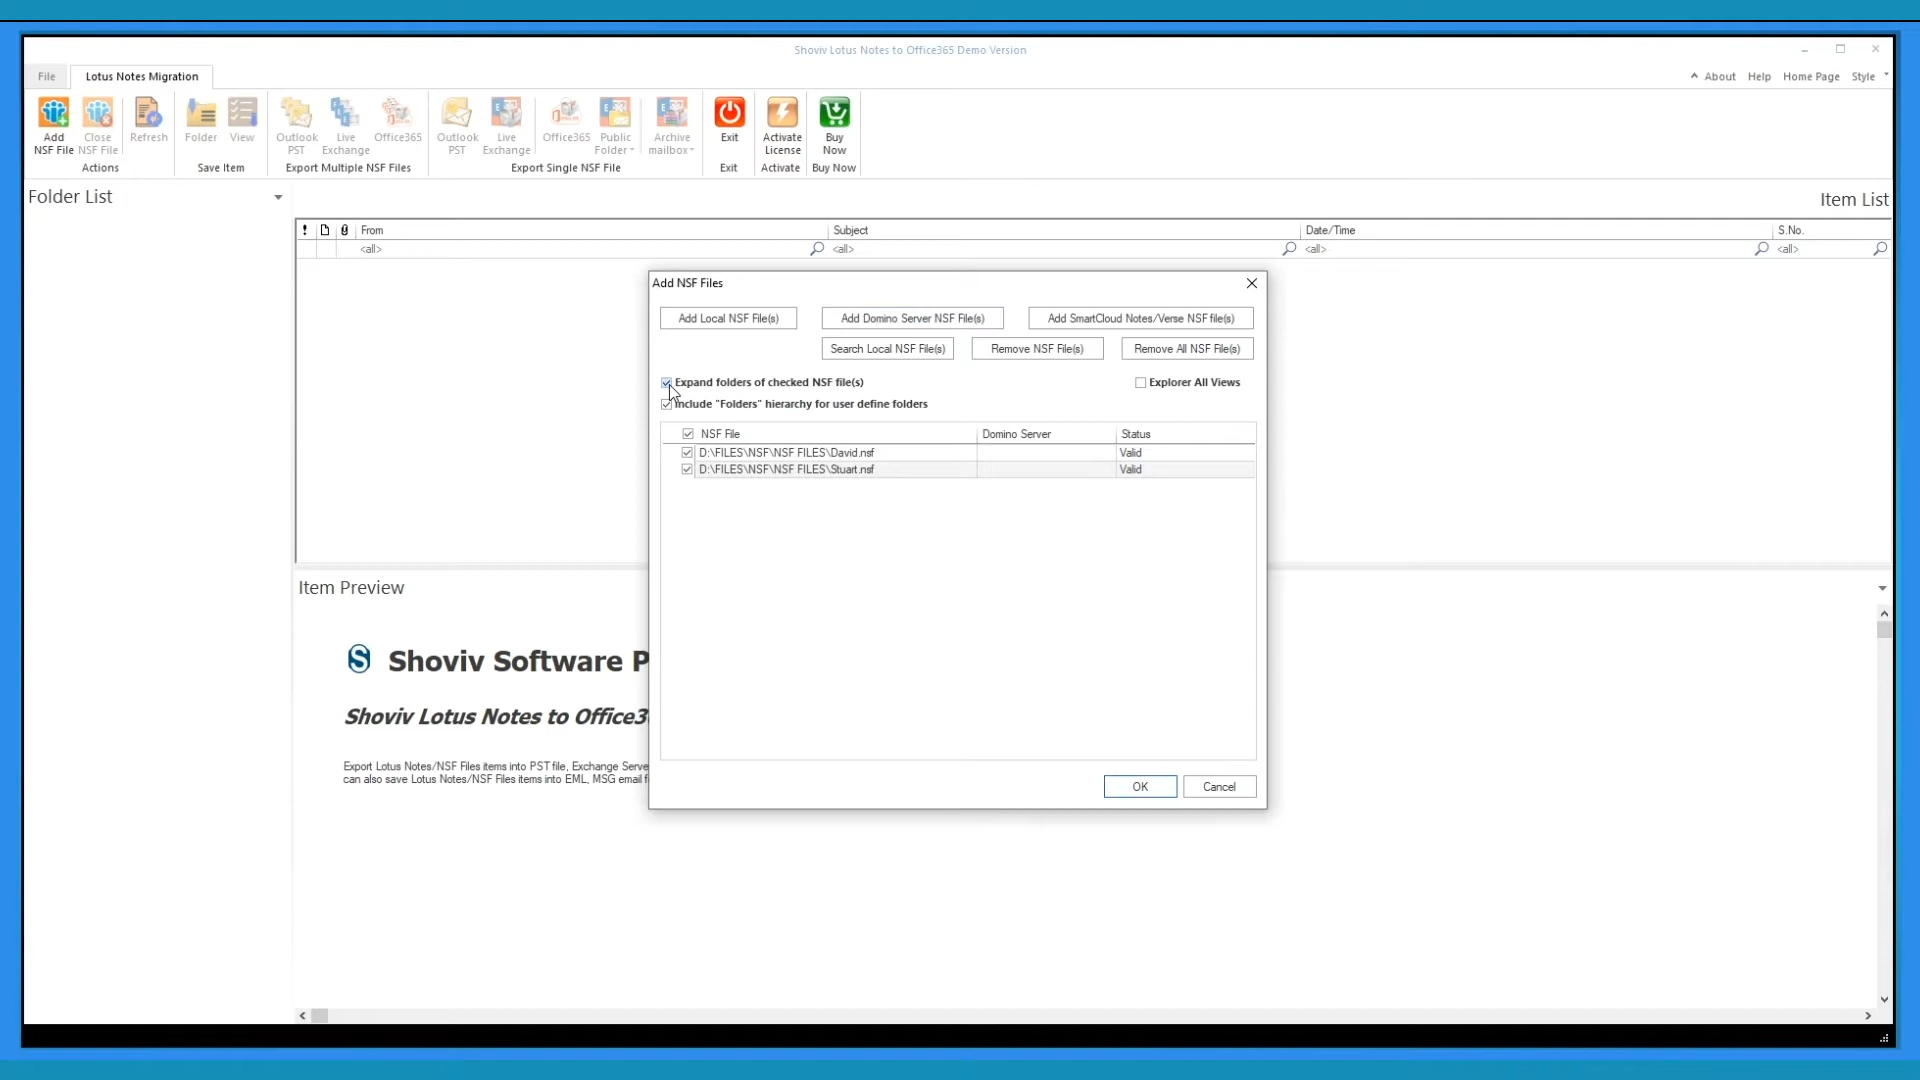 Shoviv Lotus Notes to Office365 Demo Version
File
Lotus Notes Migration
About
Help
Home Page
Style
Add
NSF File
Close
NSF File
Refresh
Folder
View
Outlook
PST
Live
Exchange
Office365
Outlook
PST
Live
Exchange
Office365
Public
Folder
Archive
mailbox
Exit
Activate
License
Buy
Now
Actions
Save Item
Export Multiple NSF Files
Export Single NSF File
Exit
Activate
Buy Now
Folder List
Item List
From
Subject
Date/Time
S.No.
<all>
<all>
<all>
<all>
Add NSF Files
Add Local NSF File(s)
Add Domino Server NSF File(s)
Add SmartCloud Notes/Verse NSF file(s)
Search Local NSF File(s)
Remove NSF File(s)
Remove All NSF File(s)
Expand folders of checked NSF file(s)
Explorer All Views
Include "Folders" hierarchy for user define folders
NSF File
Domino Server
Status
D:\FILES\NSF\NSF FILES\David.nsf
Valid
D:\FILES\NSF\NSF FILES\Stuart.nsf
Valid
OK
Cancel
Item Preview
Shoviv Software P
Shoviv Lotus Notes to Office3
Export Lotus Notes/NSF Files items into PST file, Exchange Serve
can also save Lotus Notes/NSF Files items into EML, MSG email f